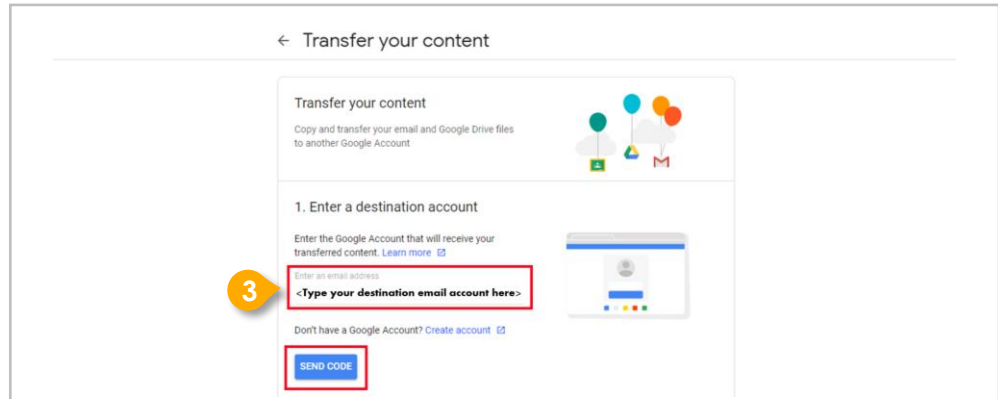 ← Transfer your content
Transfer your content
Copy and transfer your email and Google Drive files
to another Google Account
1. Enter a destination account
Enter the Google Account that will receive your
transferred content. Learn more
Enter an email address
3
<Type your destination email account here>
Don't have a Google Account? Create account
SEND CODE